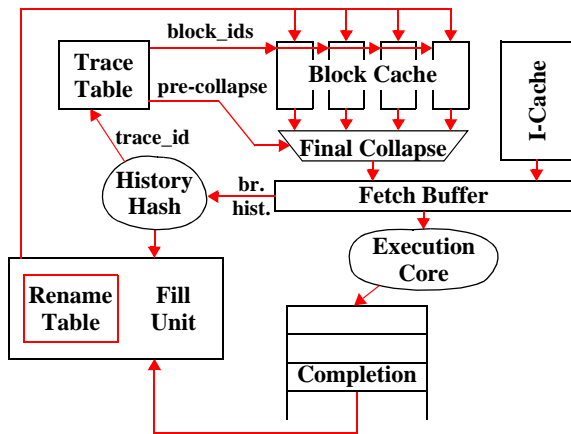 block_ids
Trace
Table
Block Cache
pre-collapse
I-Cache
trace_id
Final Collapse
History
Hash
br.
hist.
Fetch Buffer
Execution
Core
Rename
Table
Fill
Unit
Completion